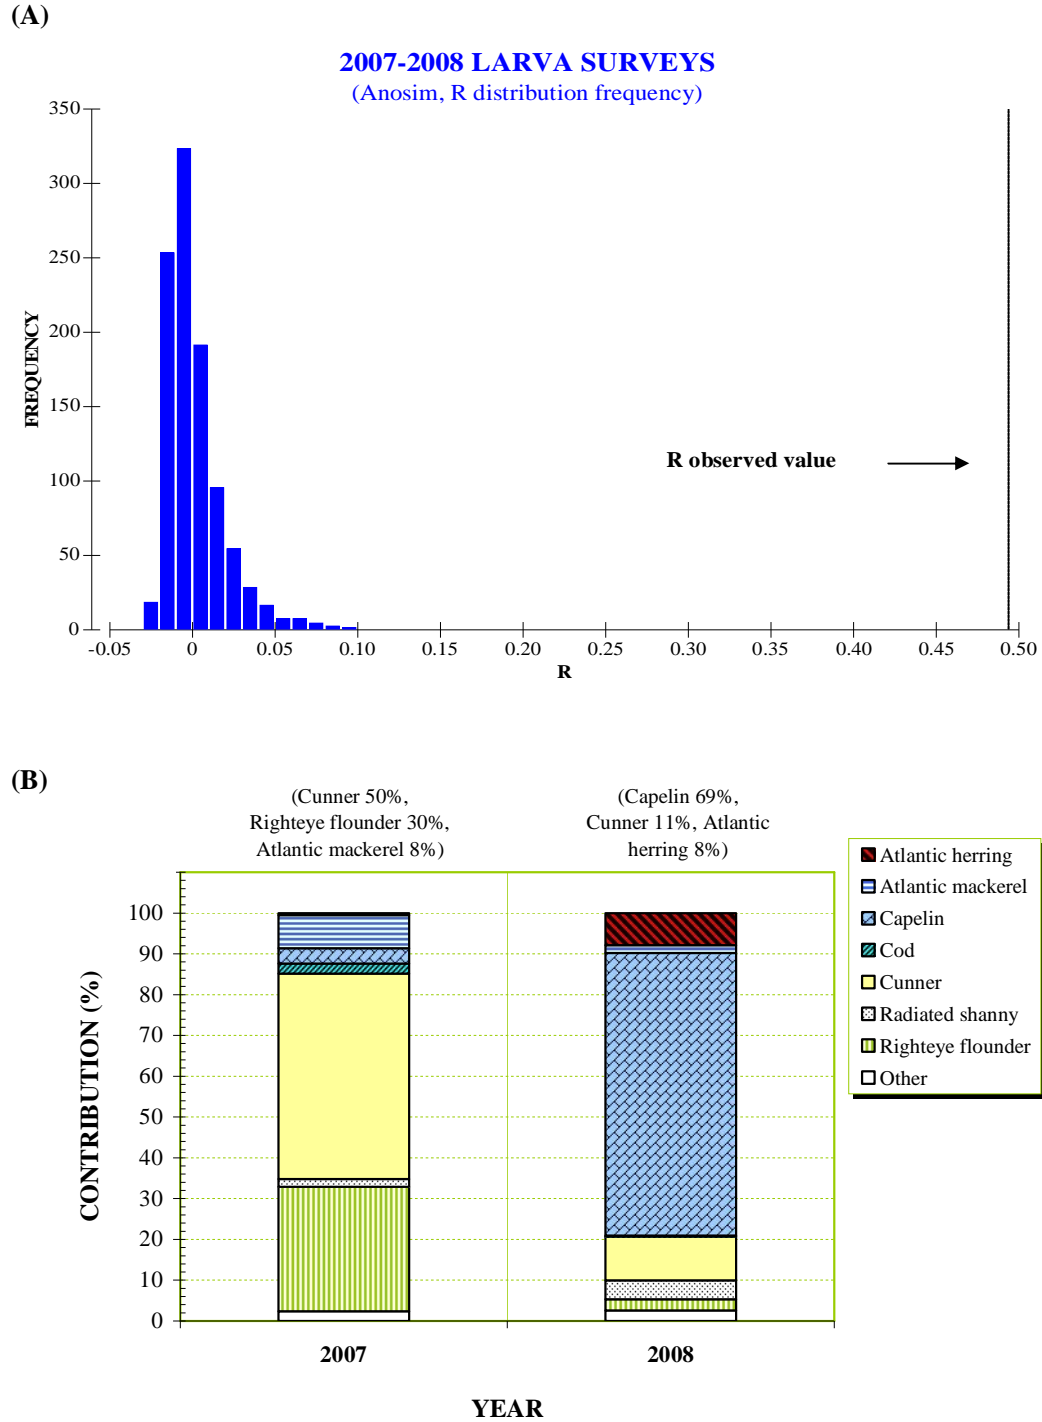 (A)
2007-2008 LARVA SURVEYS
(Anosim, R distribution frequency)
350
300
250
200
150
100
50
0
FREQUENCY
R observed value
-0.05 0 0.05 0.10 0.15 0.20 0.25 0.30 0.35 0.40 0.45 0.50
R
(B)
(Cunner 50%,
Righteye flounder 30%,
Atlantic mackerel 8%)
(Capelin 69%,
Cunner 11%, Atlantic
herring 8%)
100
90
80
70
60
50
40
30
20
10
0
CONTRIBUTION (%)
Atlantic herring
Atlantic mackerel
Capelin
Cod
Cunner
Radiated shanny
Righteye flounder
Other
2007 2008
YEAR